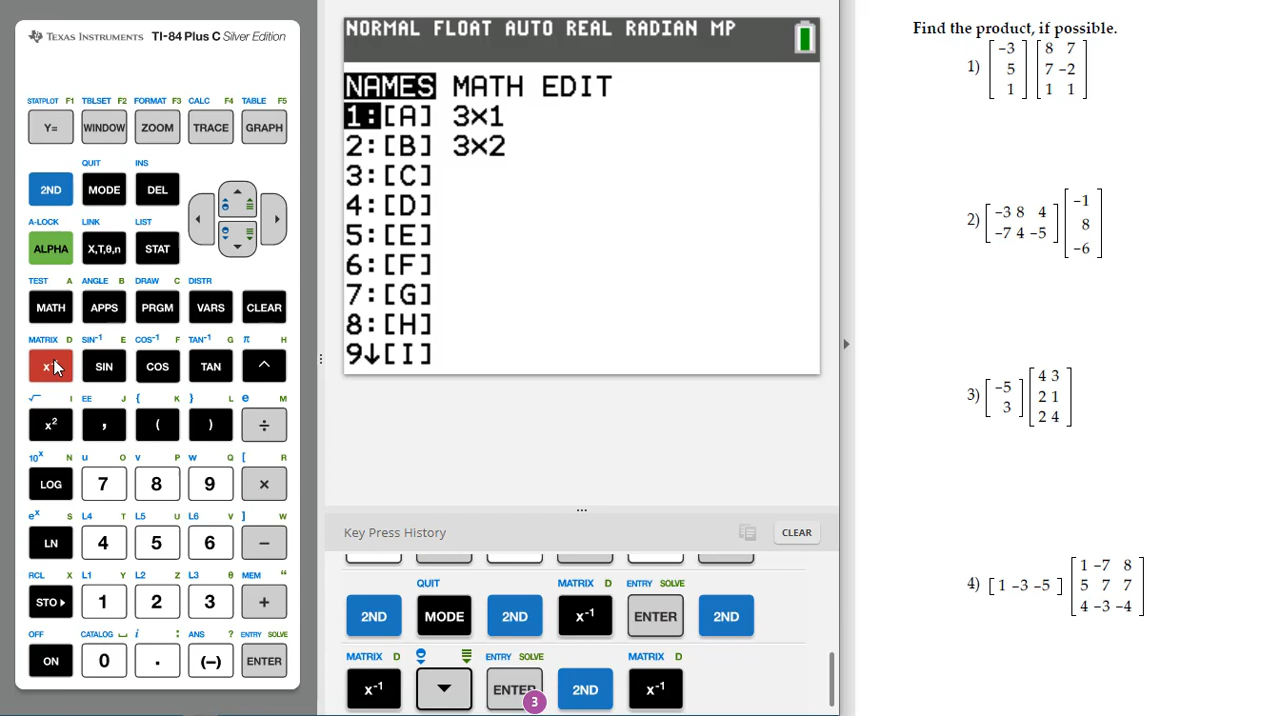 TEXAS INSTRUMENTS TI-84 Plus C Silver Edition
STATPLOT F1 TBLSET F2 FORMAT F3 CALC F4 TABLE F5
Y= WINDOW ZOOM TRACE GRAPH
QUIT INS
2ND MODE DEL
A-LOCK LINK LIST
ALPHA X,T,θ,n STAT
TEST A ANGLE B DRAW C DISTR
MATH APPS PRGM VARS CLEAR
MATRIX D SIN⁻¹ E COS⁻¹ F TAN⁻¹ G π H
SIN COS TAN ^
√ I EE J { K } L e M
x² , ( ) ÷
10ˣ N u O v P w Q [ R
LOG 7 8 9 ×
eˣ S L4 T L5 U L6 V ] W
LN 4 5 6 −
RCL X L1 Y L2 Z L3 θ MEM “
STO▸ 1 2 3 +
OFF CATALOG ␣ i : ANS ? ENTRY SOLVE
ON 0 . (−) ENTER
NORMAL FLOAT AUTO REAL RADIAN MP
NAMES MATH EDIT
1:[A] 3×1
2:[B] 3×2
3:[C]
4:[D]
5:[E]
6:[F]
7:[G]
8:[H]
9↓[I]
Key Press History CLEAR
QUIT MATRIX D ENTRY SOLVE
2ND MODE 2ND x⁻¹ ENTER 2ND
MATRIX D ENTRY SOLVE MATRIX D
x⁻¹ ENTER 2ND x⁻¹
3
Find the product, if possible.
1) [ −3 ] [ 8 7 ]
[ 5 ] [ 7 −2 ]
[ 1 ] [ 1 1 ]
2) [ −3 8 4 ] [ −1 ]
[ −7 4 −5 ] [ 8 ]
[ −6 ]
3) [ −5 ] [ 4 3 ]
[ 3 ] [ 2 1 ]
[ 2 4 ]
4) [ 1 −3 −5 ] [ 1 −7 8 ]
[ 5 7 7 ]
[ 4 −3 −4 ]